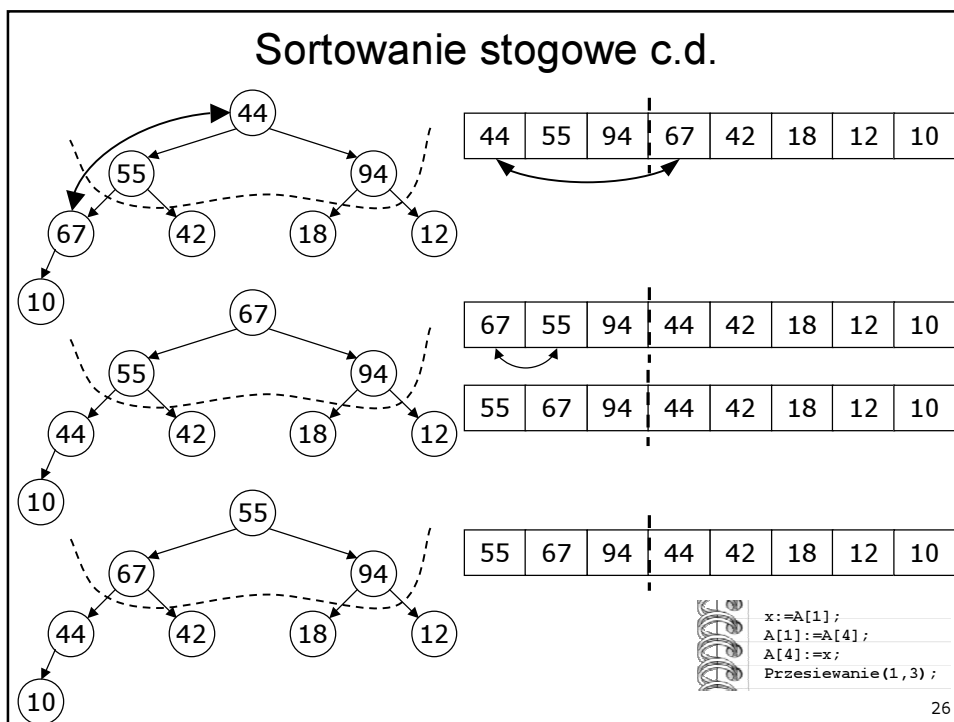 Sortowanie stogowe c.d.
44
55 94
67 42 18 12
10
44 55 94 67 42 18 12 10
67
55 94
44 42 18 12
10
67 55 94 44 42 18 12 10
55 67 94 44 42 18 12 10
55
67 94
44 42 18 12
10
55 67 94 44 42 18 12 10
x:=A[1];
A[1]:=A[4];
A[4]:=x;
Przesiewanie(1,3);
26